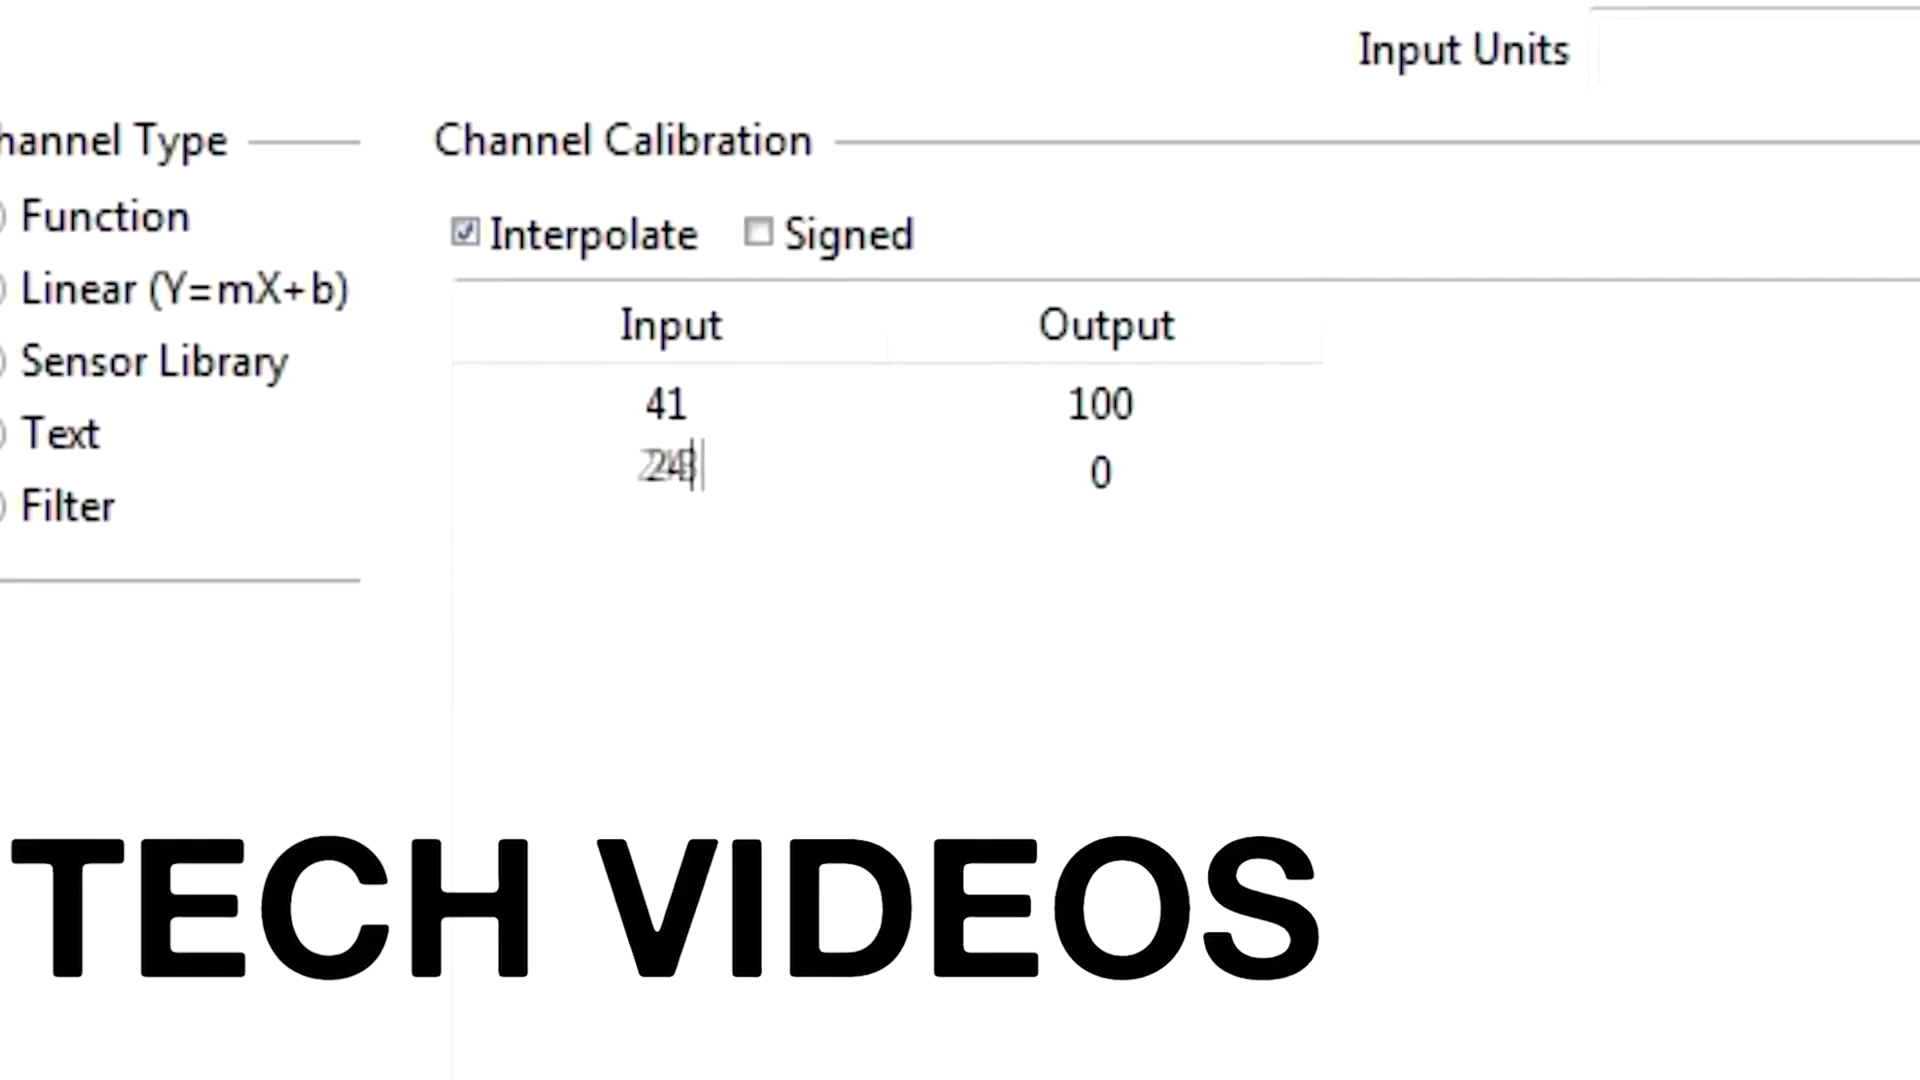 Input Units
hannel Type
Channel Calibration
Function
Interpolate
Signed
Linear (Y=mX+b)
Input
Output
Sensor Library
41
100
Text
0
Filter
TECH VIDEOS